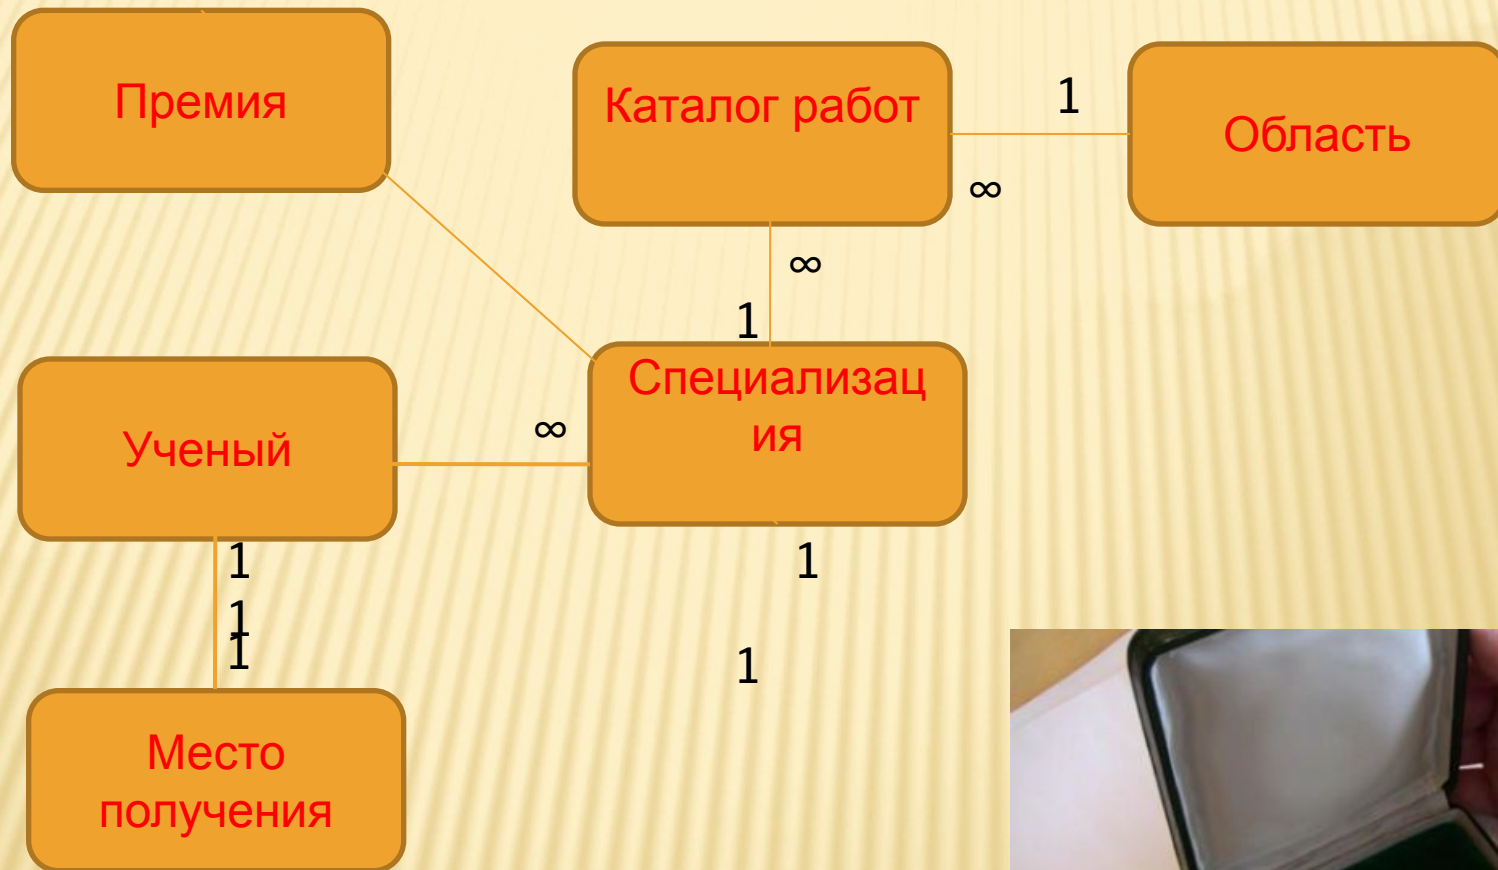 Премия
Каталог работ
1
Область
∞
∞
1
Специализац
ия
Ученый
∞
1
1
1
1
1
Место
получения